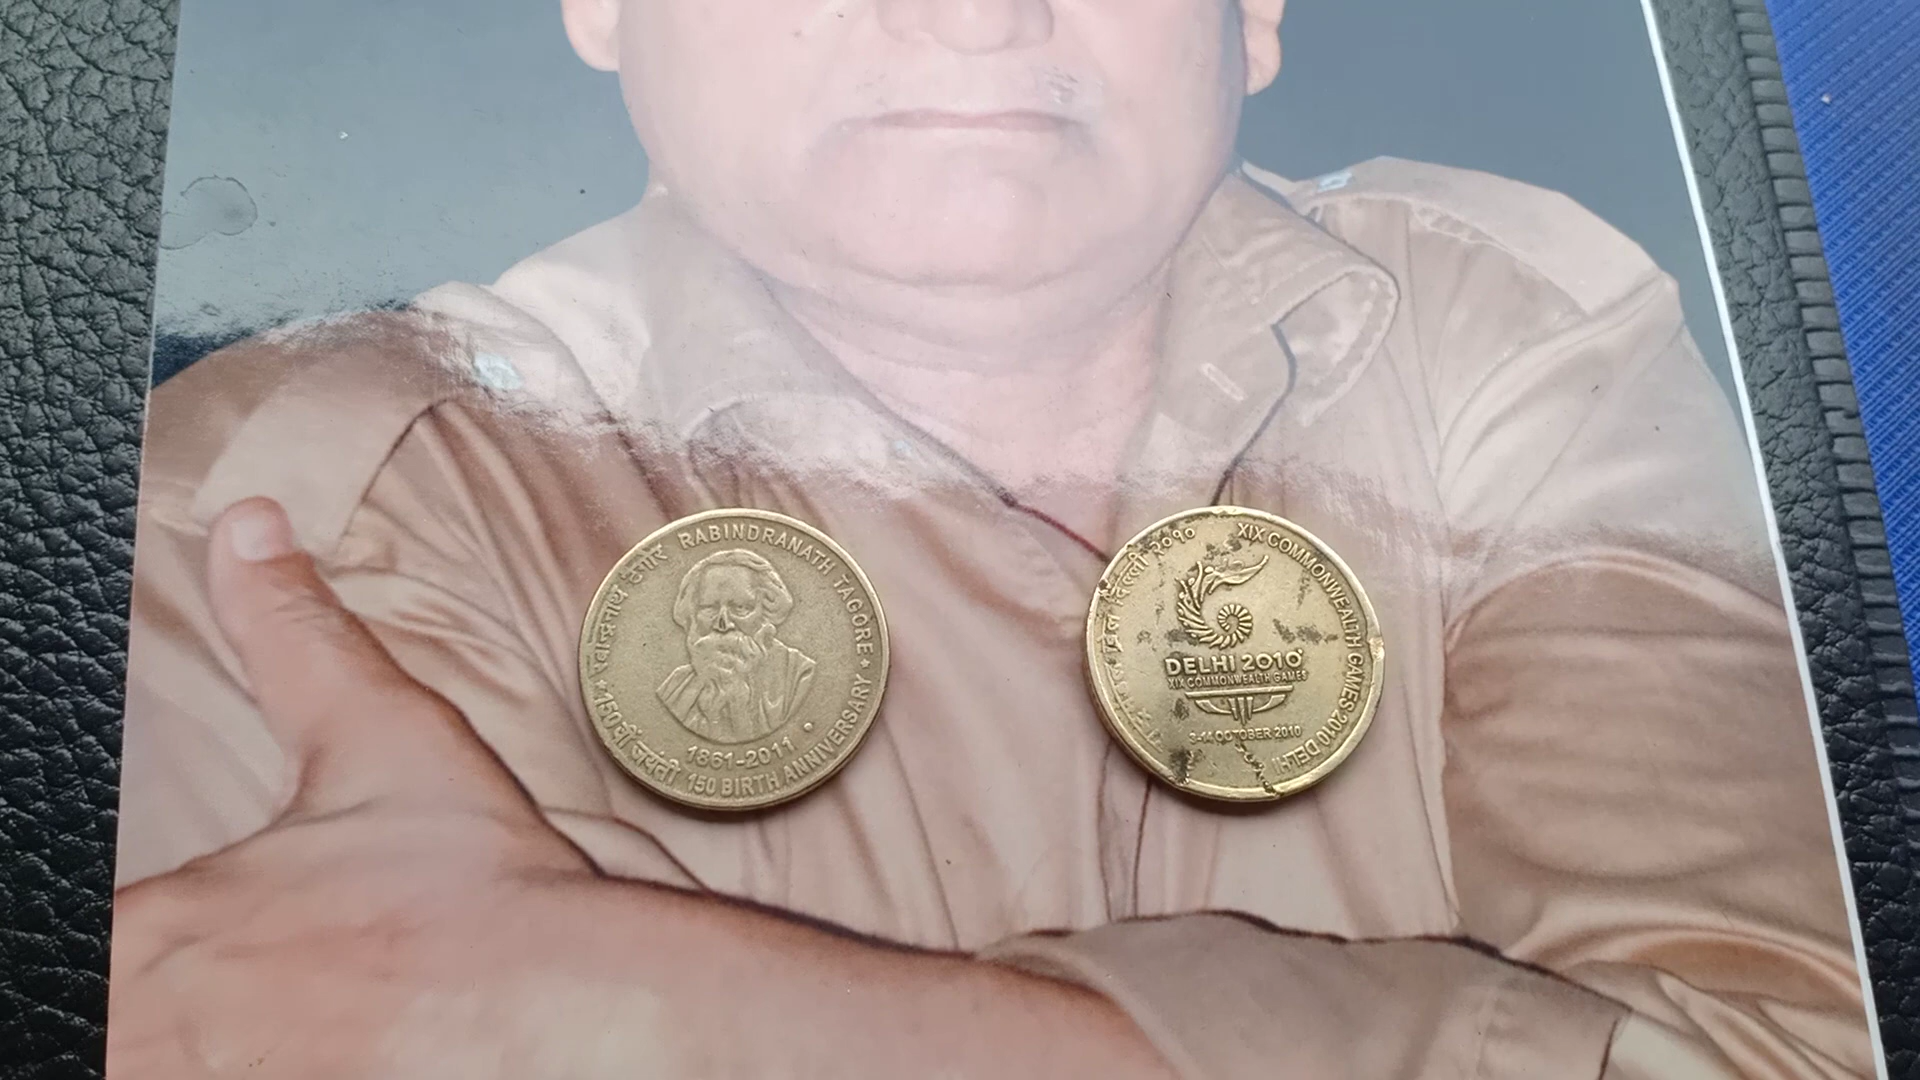 रवीन्द्रनाथ ठैगोर
RABINDRANATH TAGORE
1861-2011
150वीं जयंती
150 BIRTH ANNIVERSARY
दिल्ली २०१०
XIX COMMONWEALTH GAMES 2010 DELHI
DELHI 2010
XIX COMMONWEALTH GAMES
3-14 OCTOBER 2010